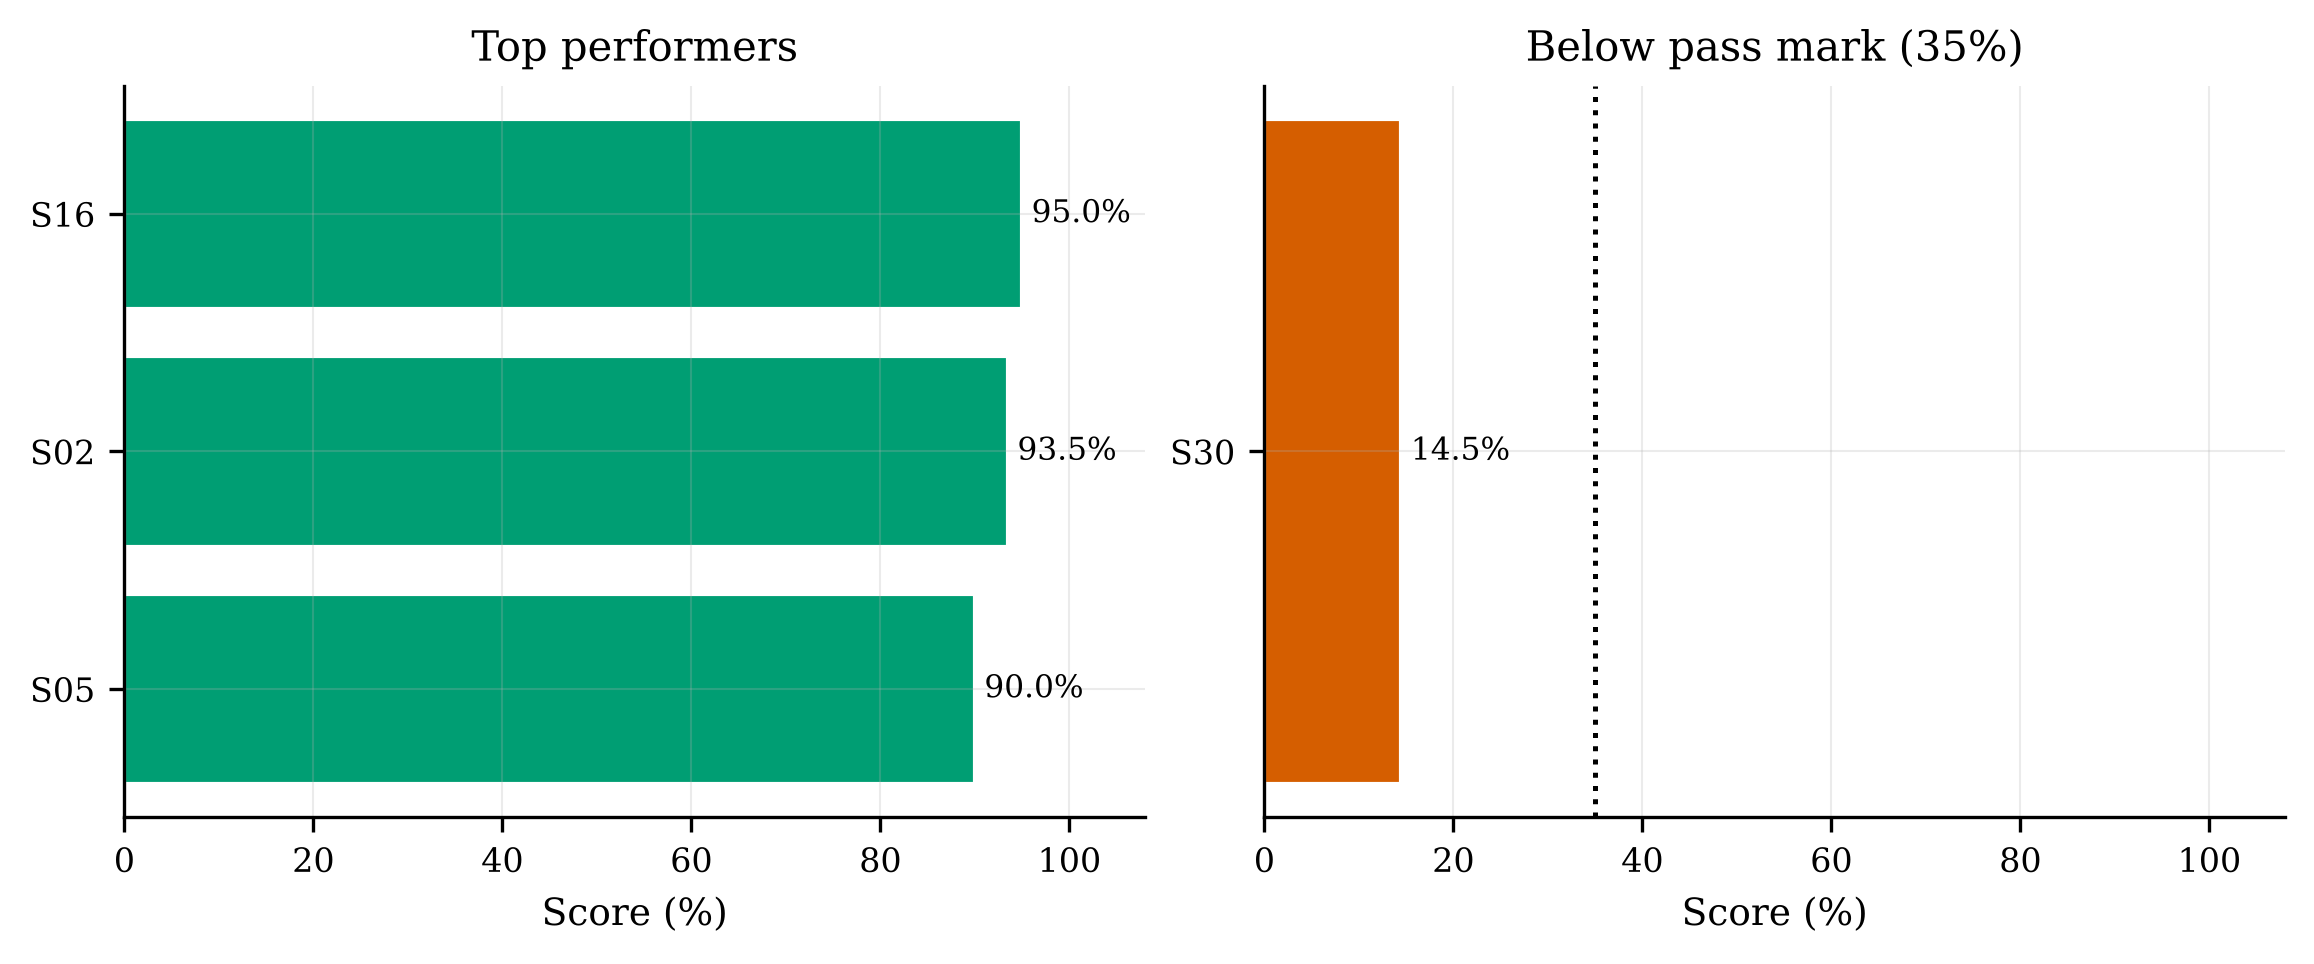 Top performers
S16
95.0%
S02
93.5%
S05
90.0%
0 20 40 60 80 100
Score (%)
Below pass mark (35%)
S30
14.5%
0 20 40 60 80 100
Score (%)